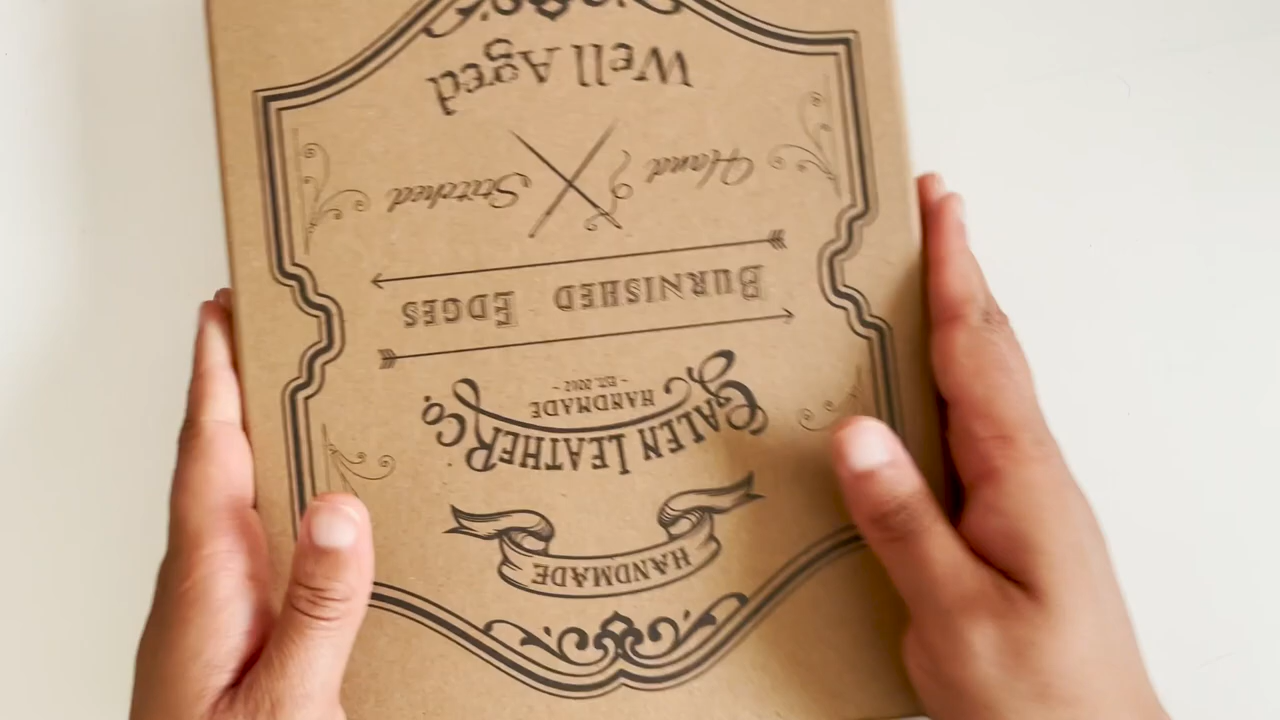 HANDMADE
GALEN LEATHER Co.
HANDMADE
- EST. 2012 -
BURNISHED EDGES
Hand Stitched
Well Aged